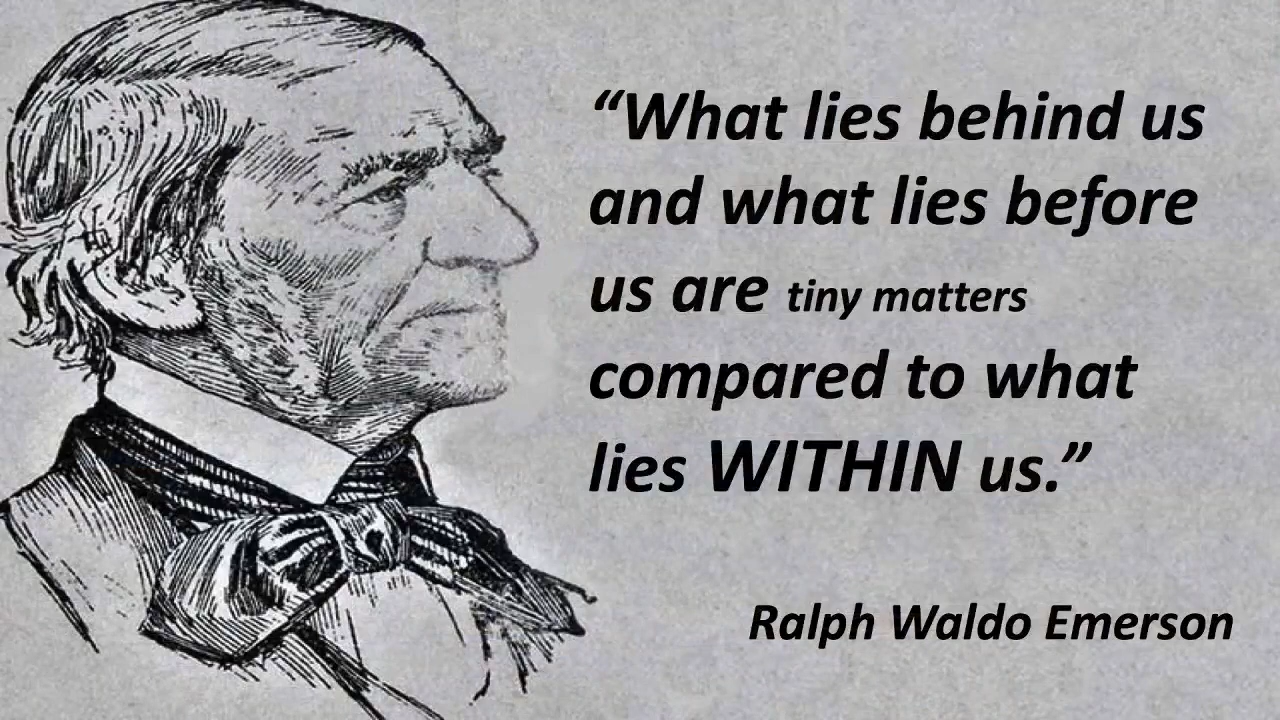 “What lies behind us
and what lies before
us are tiny matters
compared to what
lies WITHIN us.”
Ralph Waldo Emerson